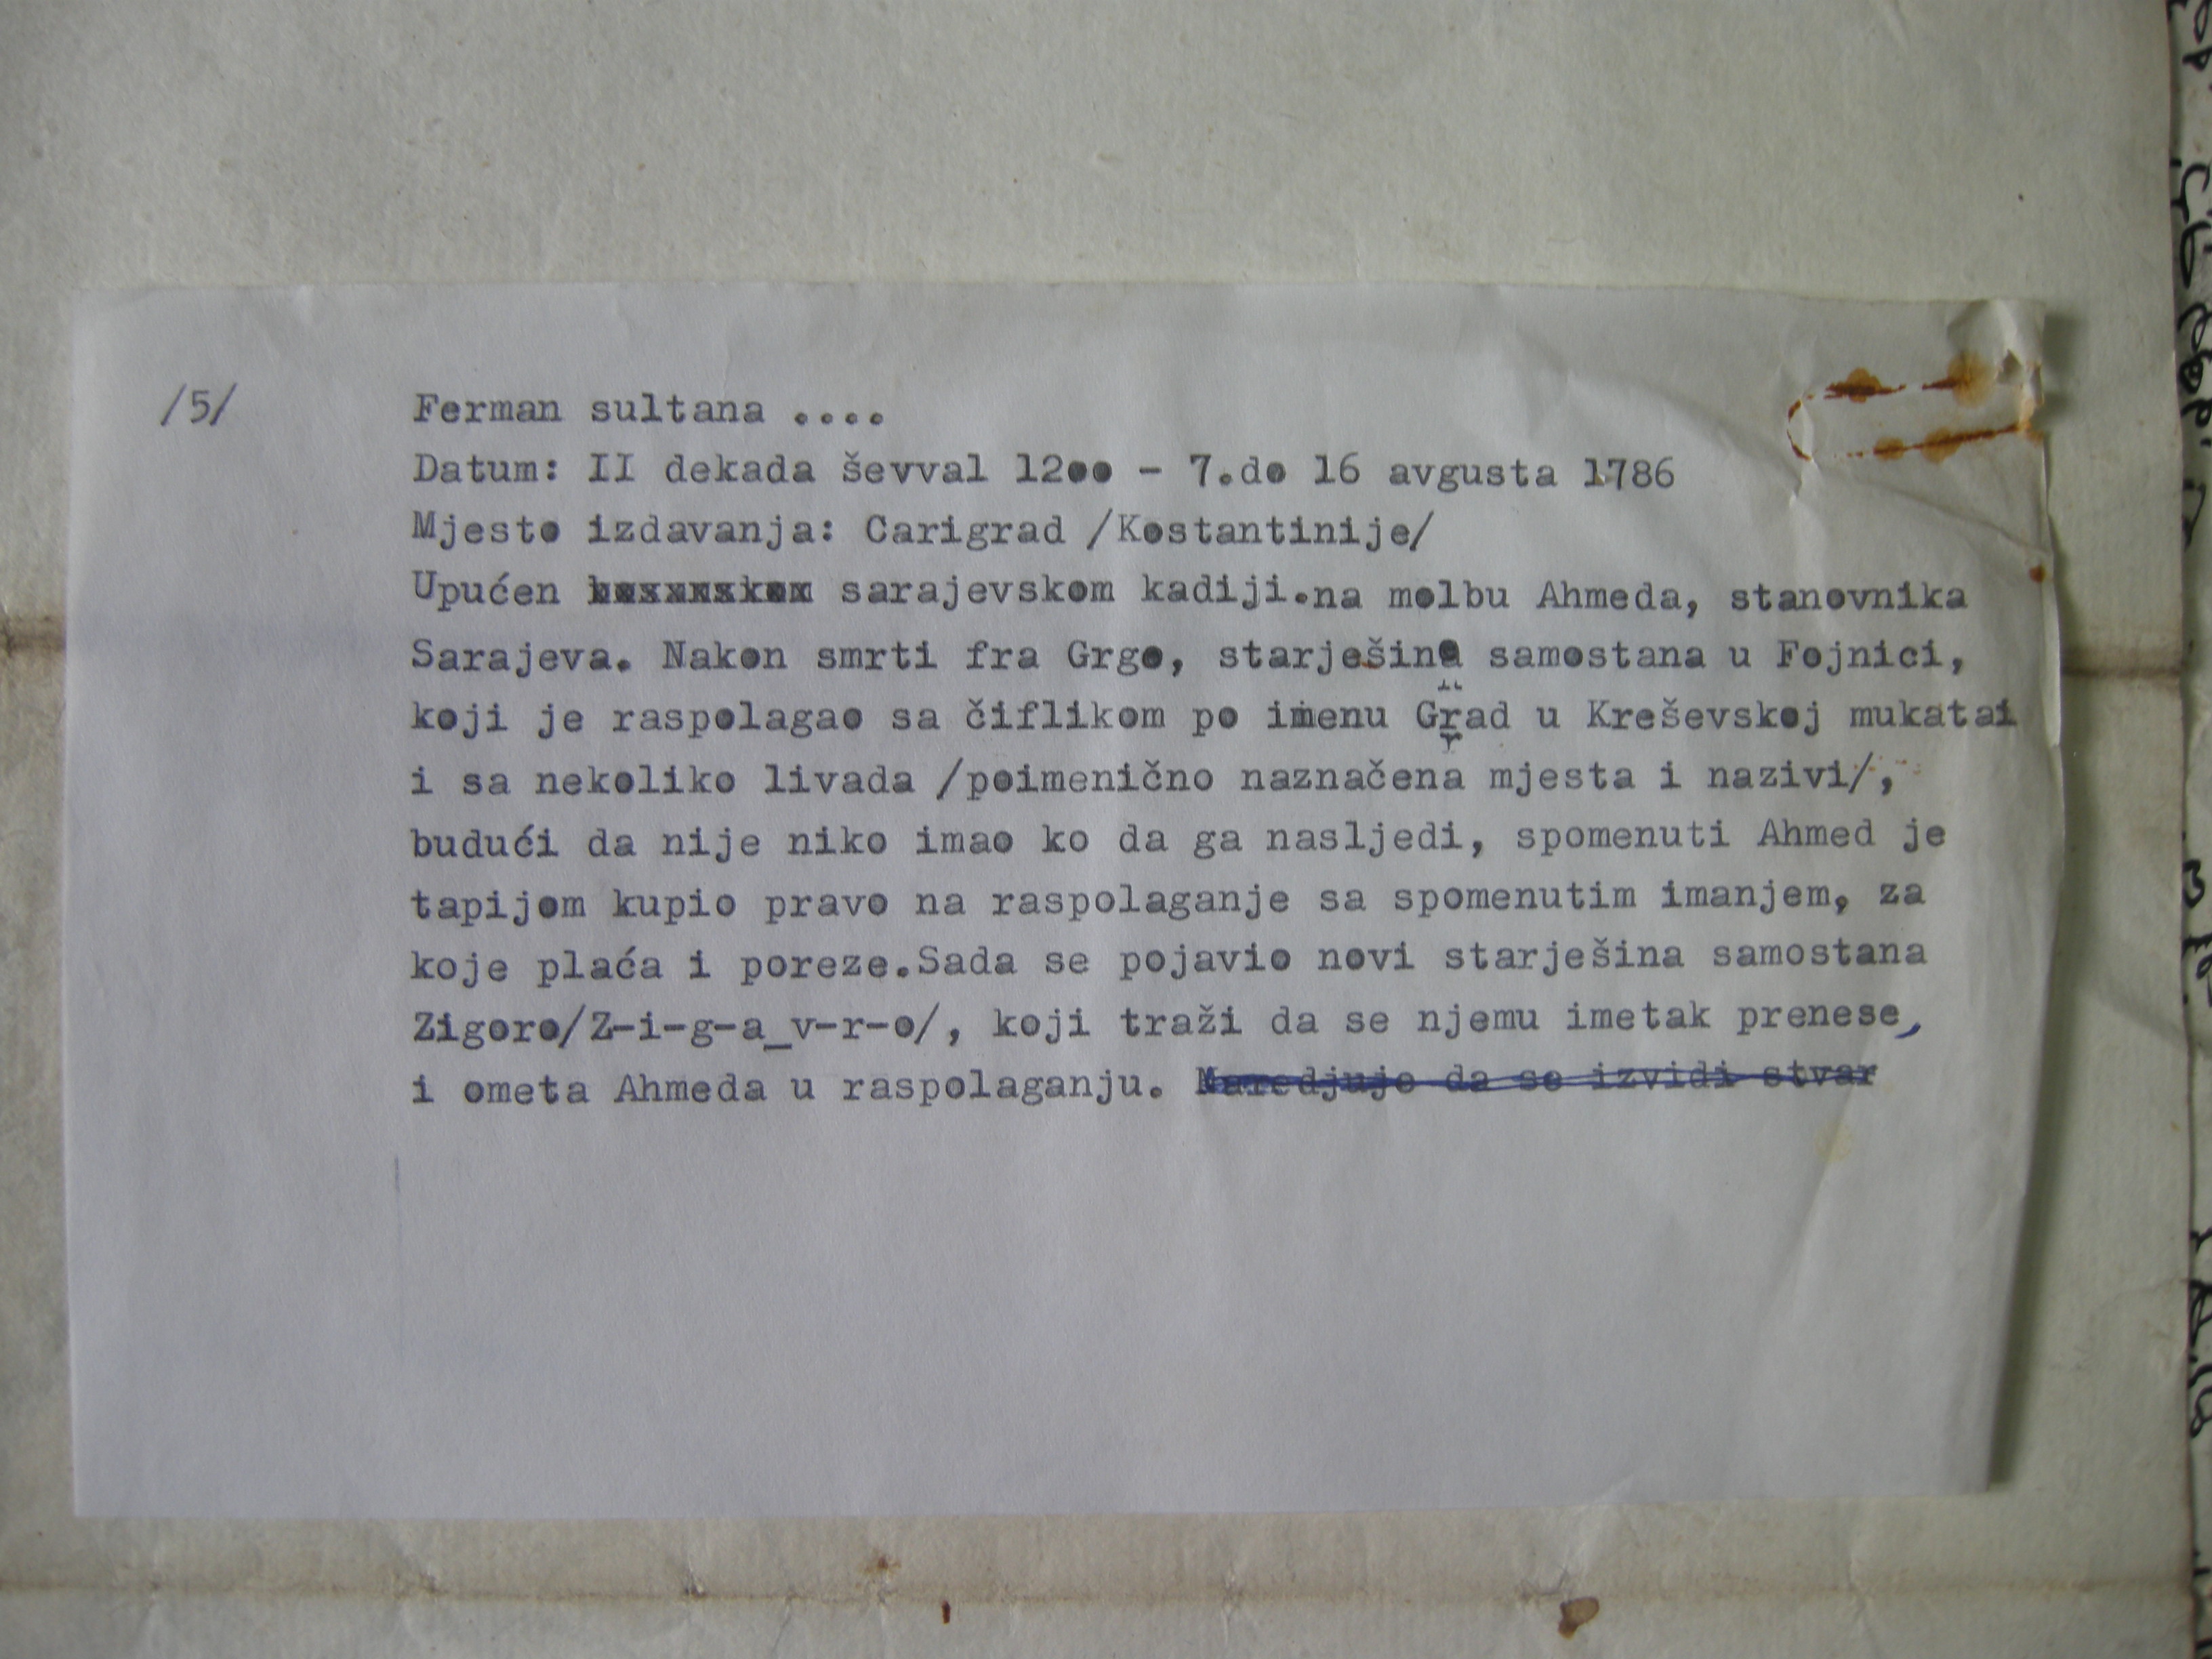 /5/ Ferman sultana ....
Datum: II dekada ševval 12oo - 7.do 16 avgusta 1786
Mjesto izdavanja: Carigrad /Kostantinije/
Upućen sarajevskom kadiji.na molbu Ahmeda, stanovnika
Sarajeva. Nakon smrti fra Grge, starješine samostana u Fojnici,
koji je raspolagao sa čiflikom po imenu Grad u Kreševskoj mukatai
i sa nekoliko livada /poimenično naznačena mjesta i nazivi/,
budući da nije niko imao ko da ga nasljedi, spomenuti Ahmed je
tapijom kupio pravo na raspolaganje sa spomenutim imanjem, za
koje plaća i poreze.Sada se pojavio novi starješina samostana
Zigoro/Z-i-g-a_v-r-o/, koji traži da se njemu imetak prenese,
i ometa Ahmeda u raspolaganju. Naredjuje da se izvidi stvar